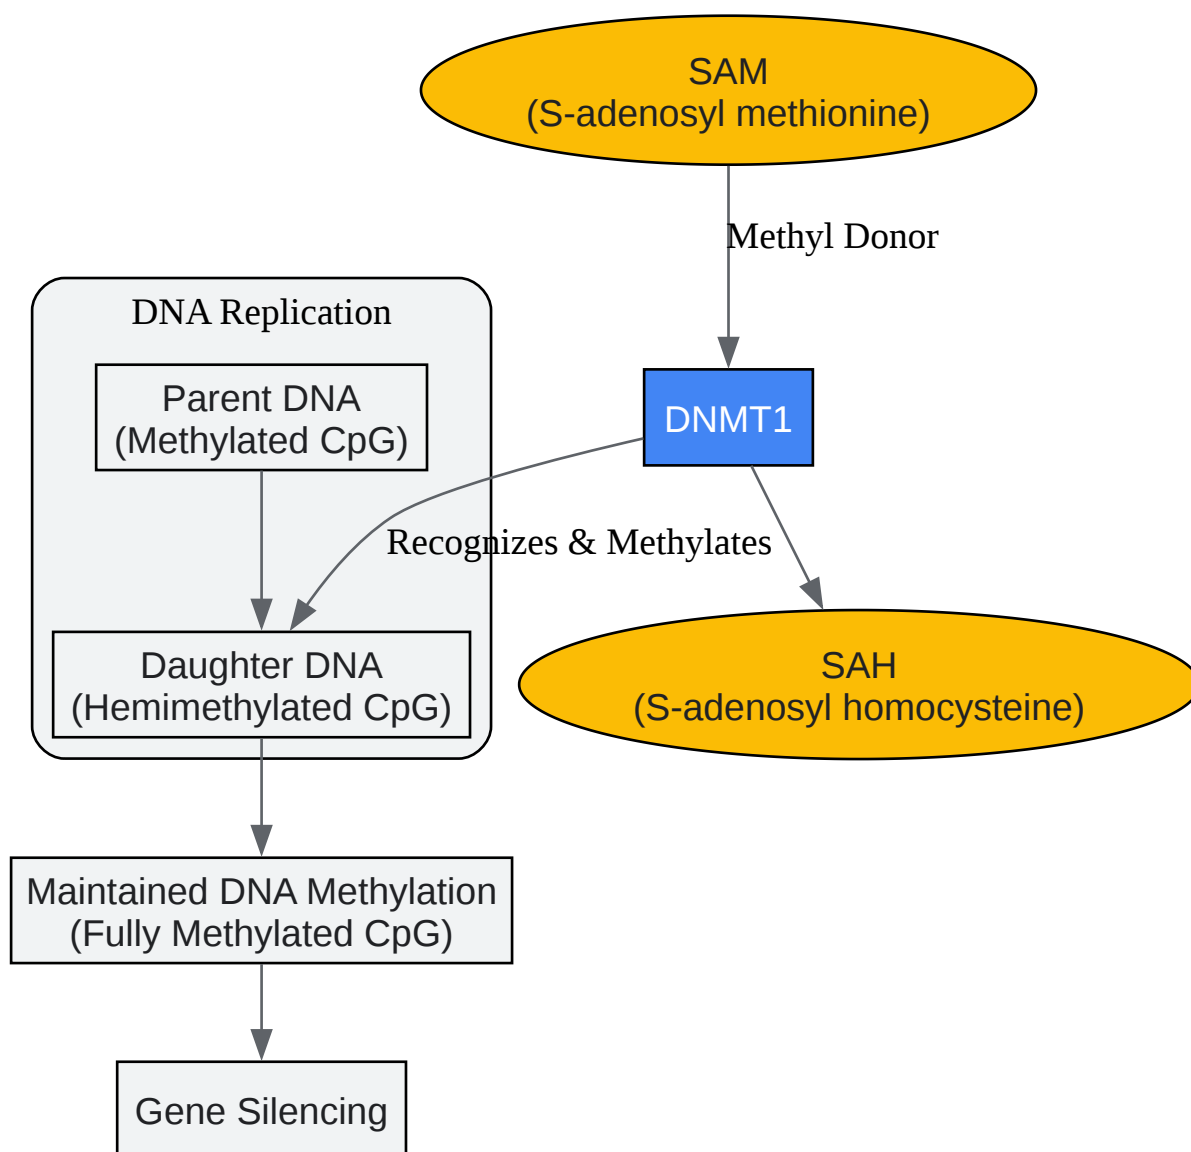 SAM
(S-adenosyl methionine)
Methyl Donor
DNA Replication
Parent DNA
(Methylated CpG)
DNMT1
Recognizes & Methylates
Daughter DNA
(Hemimethylated CpG)
SAH
(S-adenosyl homocysteine)
Maintained DNA Methylation
(Fully Methylated CpG)
Gene Silencing